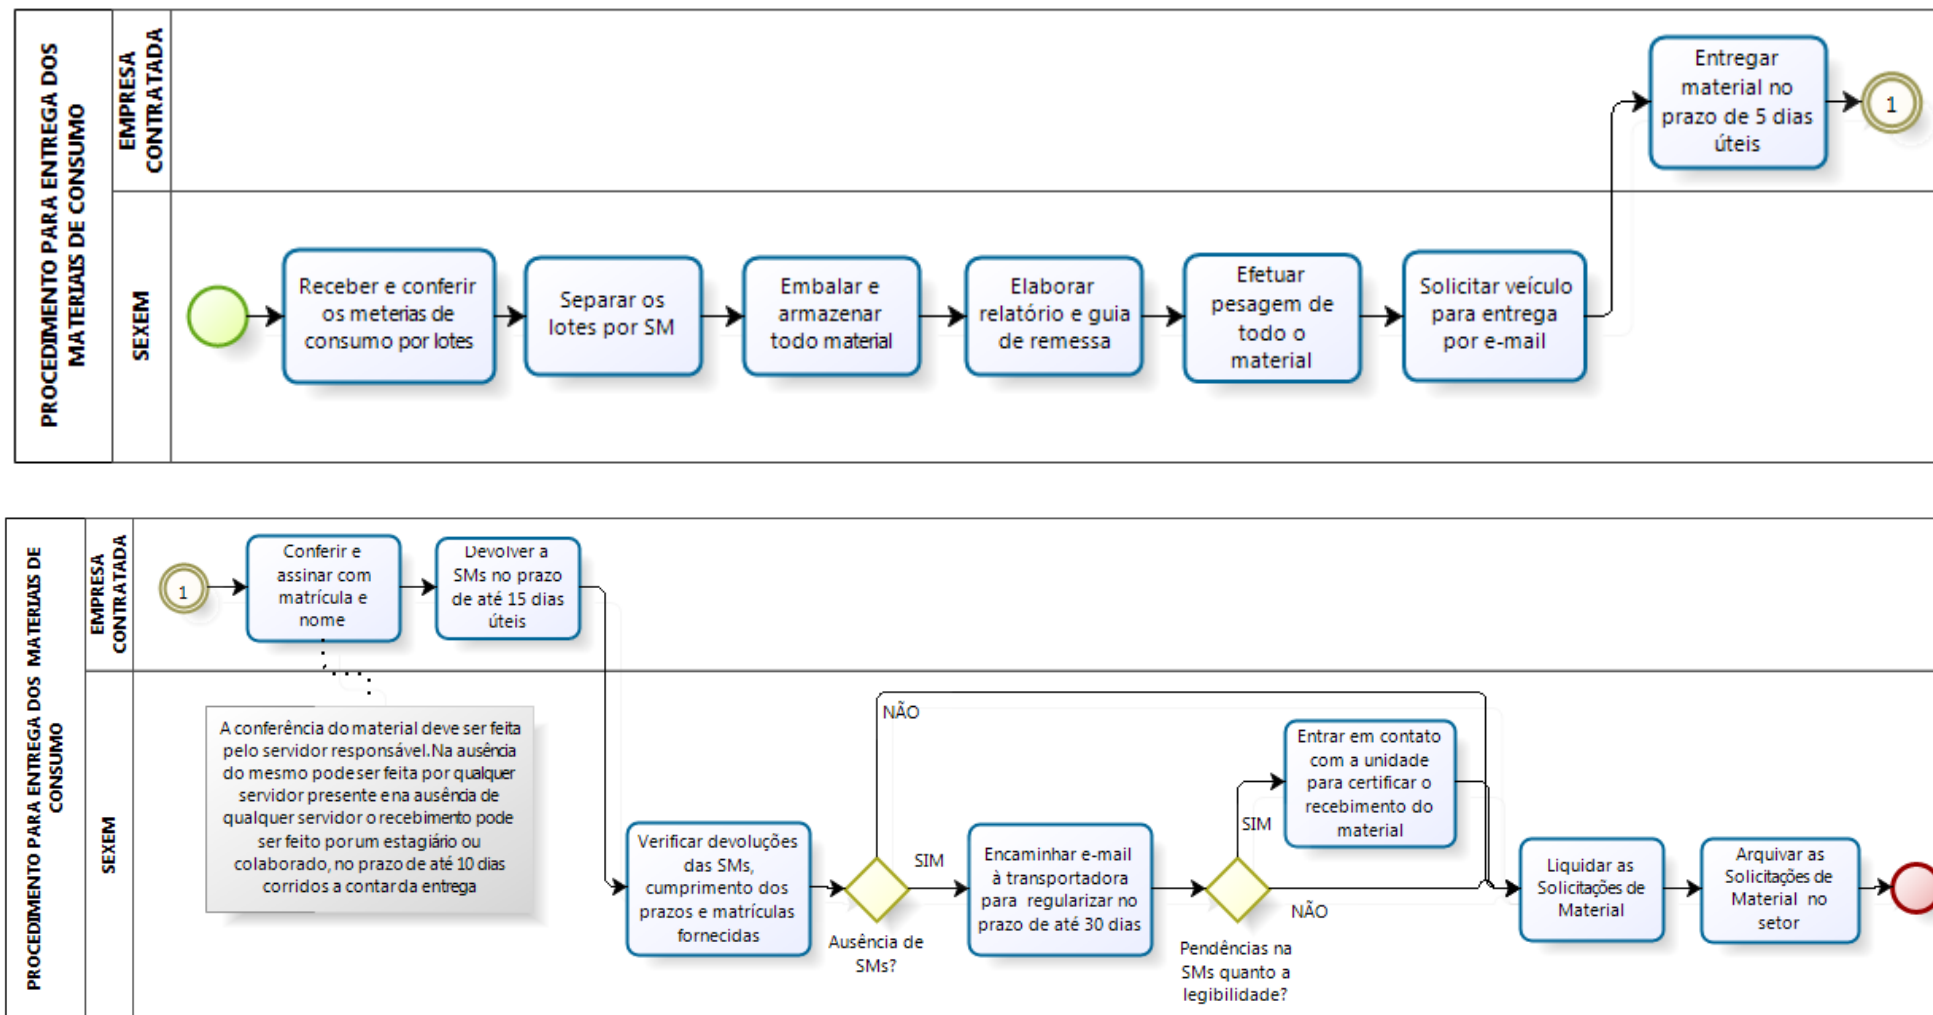 PROCEDIMENTO PARA ENTREGA DOS
MATERIAIS DE CONSUMO
EMPRESA
CONTRATADA
Entregar
material no
prazo de 5 dias
úteis
1
SEXEM
Receber e conferir
os meterias de
consumo por lotes
Separar os
lotes por SM
Embalar e
armazenar
todo material
Elaborar
relatório e guia
de remessa
Efetuar
pesagem de
todo o
material
Solicitar veículo
para entrega
por e-mail
PROCEDIMENTO PARA ENTREGA DOS MATERIAIS DE
CONSUMO
EMPRESA
CONTRATADA
1
Conferir e
assinar com
matrícula e
nome
Devolver a
SMs no prazo
de até 15 dias
úteis
SEXEM
A conferência do material deve ser feita
pelo servidor responsável.Na ausência
do mesmo pode ser feita por qualquer
servidor presente e na ausência de
qualquer servidor o recebimento pode
ser feito por um estagiário ou
colaborado, no prazo de até 10 dias
corridos a contar da entrega
Verificar devoluções
das SMs,
cumprimento dos
prazos e matrículas
fornecidas
Ausência de
SMs?
NÃO
SIM
Encaminhar e-mail
à transportadora
para regularizar no
prazo de até 30 dias
Pendências na
SMs quanto a
legibilidade?
SIM
NÃO
Entrar em contato
com a unidade
para certificar o
recebimento do
material
Liquidar as
Solicitações de
Material
Arquivar as
Solicitações de
Material no
setor